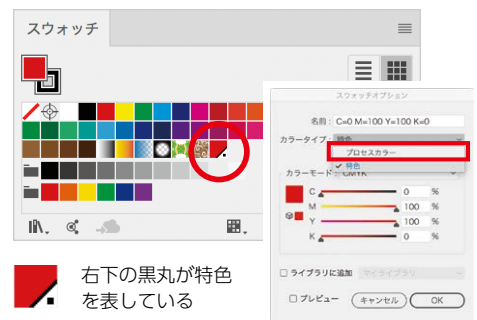 スウォッチ
スウォッチオプション
名前: C=0 M=100 Y=100 K=0
カラータイプ: 特色
プロセスカラー
✓ 特色
カラーモード: CMYK
C 0 %
M 100 %
Y 100 %
K 0 %
ライブラリに追加 マイライブラリ
プレビュー キャンセル OK
右下の黒丸が特色
を表している